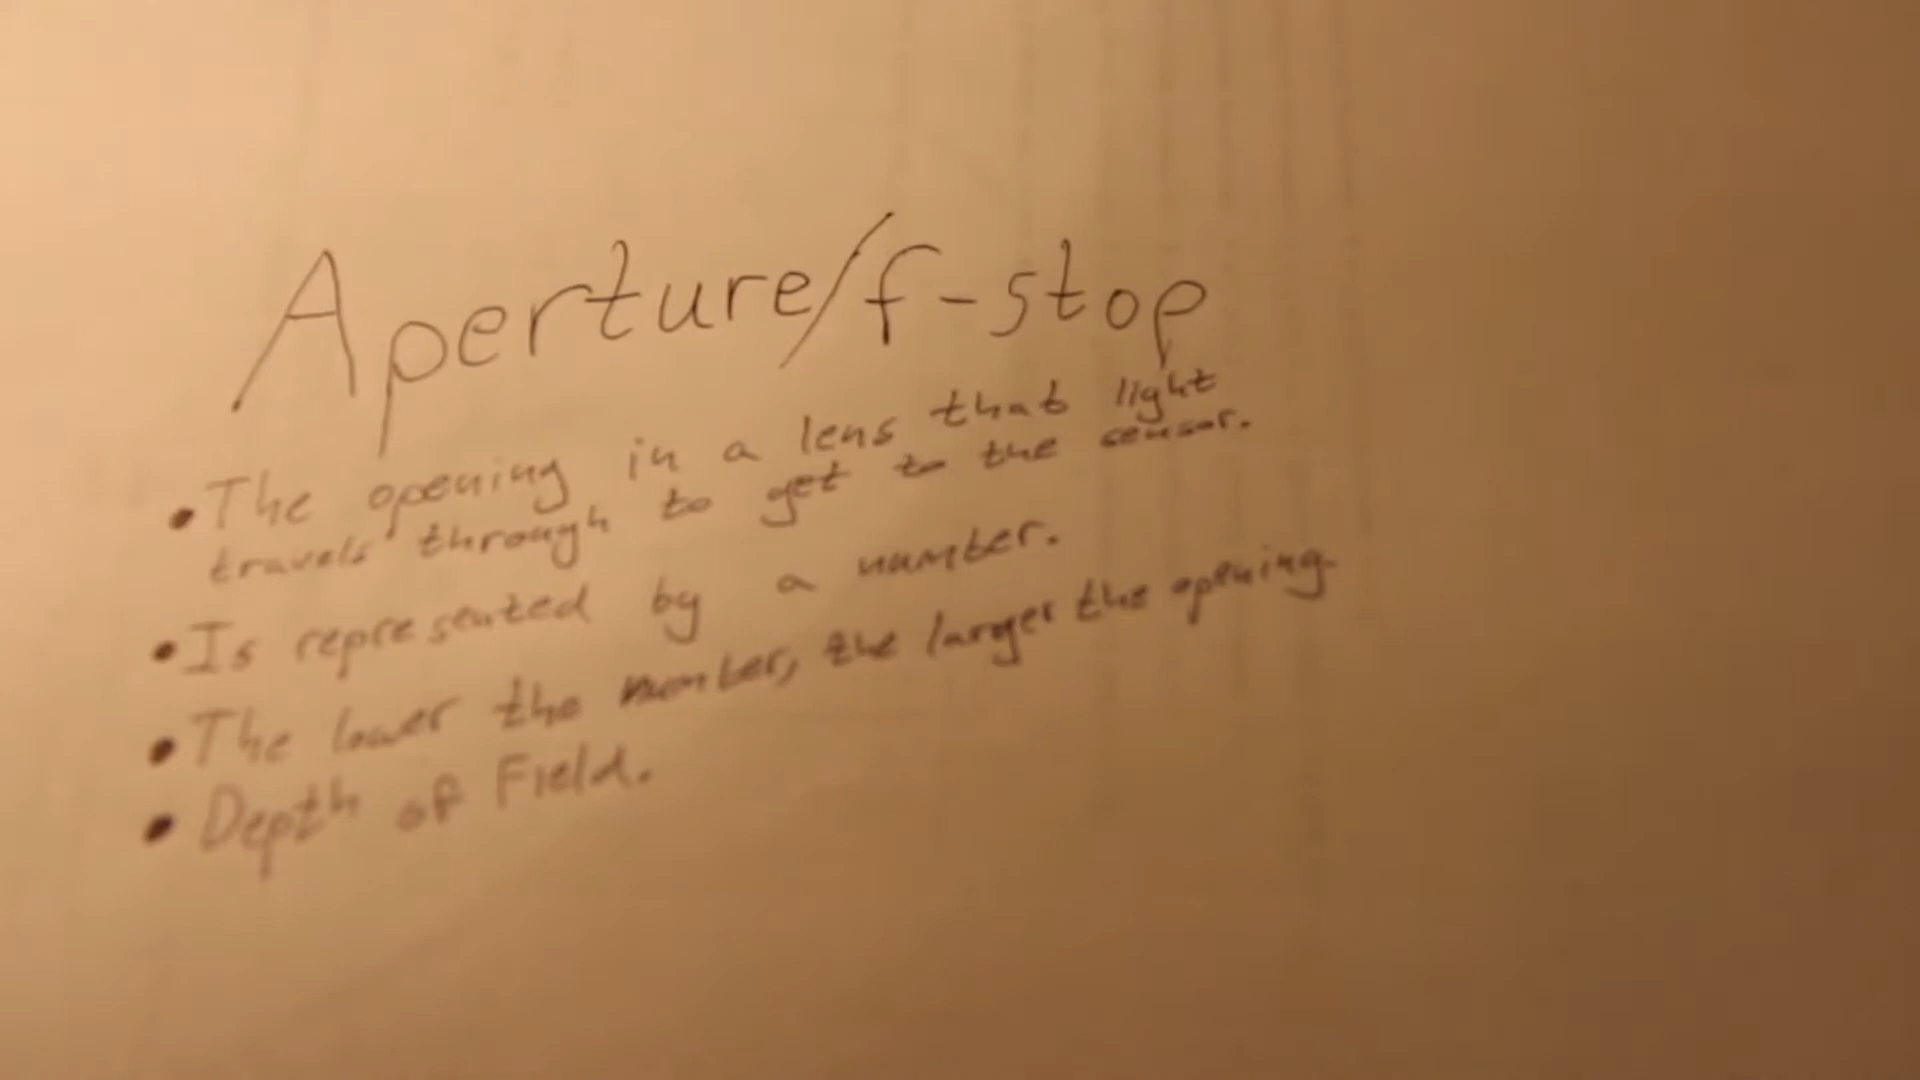 Aperture/f-stop
• The opening in a lens that light
travels through to get to the sensor.
• Is represented by a number.
• The lower the number, the larger the opening.
• Depth of Field.